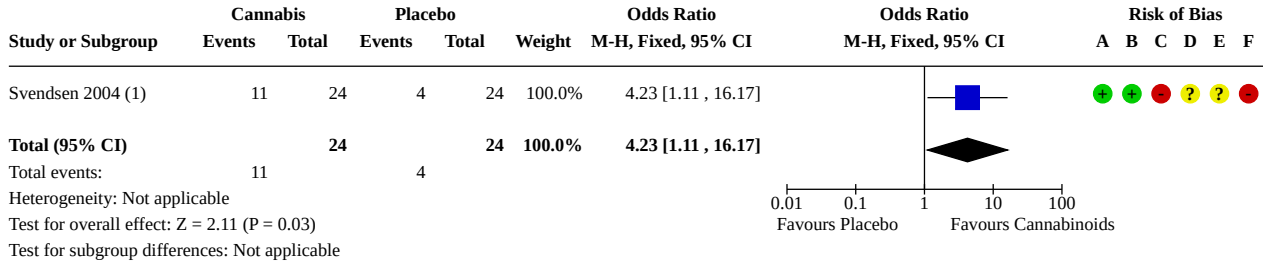 Cannabis Placebo Odds Ratio Odds Ratio Risk of Bias
Study or Subgroup Events Total Events Total Weight M-H, Fixed, 95% CI M-H, Fixed, 95% CI A B C D E F
Svendsen 2004 (1) 11 24 4 24 100.0% 4.23 [1.11 , 16.17] + + - ? ? -
Total (95% CI) 24 24 100.0% 4.23 [1.11 , 16.17]
Total events: 11 4
Heterogeneity: Not applicable
0.01 0.1 1 10 100
Test for overall effect: Z = 2.11 (P = 0.03) Favours Placebo Favours Cannabinoids
Test for subgroup differences: Not applicable